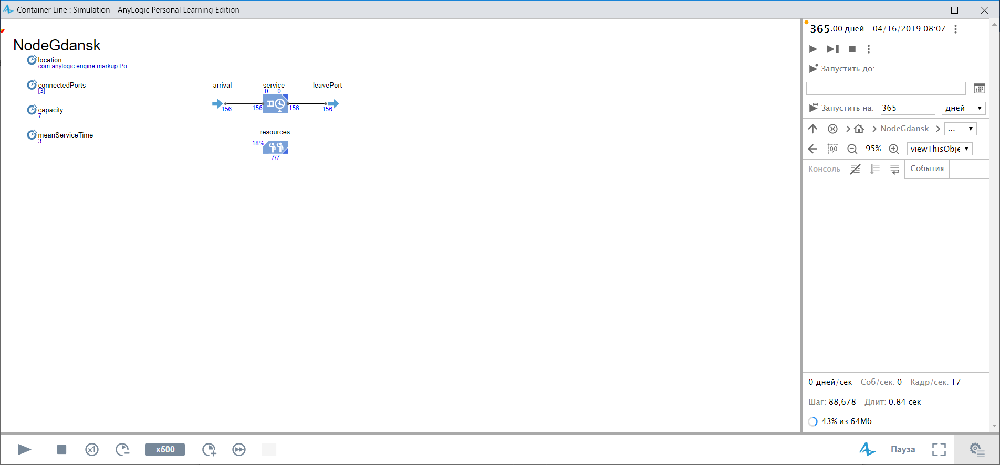 Container Line : Simulation - AnyLogic Personal Learning Edition
NodeGdansk
location
com.anylogic.engine.markup.Po...
connectedPorts
[3]
capacity
7
meanServiceTime
3
arrival
service
leavePort
0 0
156
156
156
156
resources
18%
7/7
365.00 дней 04/16/2019 08:07
Запустить до:
Запустить на: 365 дней
NodeGdansk ...
0,0 95% viewThisObje
Консоль События
0 дней/сек Соб/сек: 0 Кадр/сек: 17
Шаг: 88,678 Длит: 0.84 сек
43% из 64Мб
x1 x500 Пауза